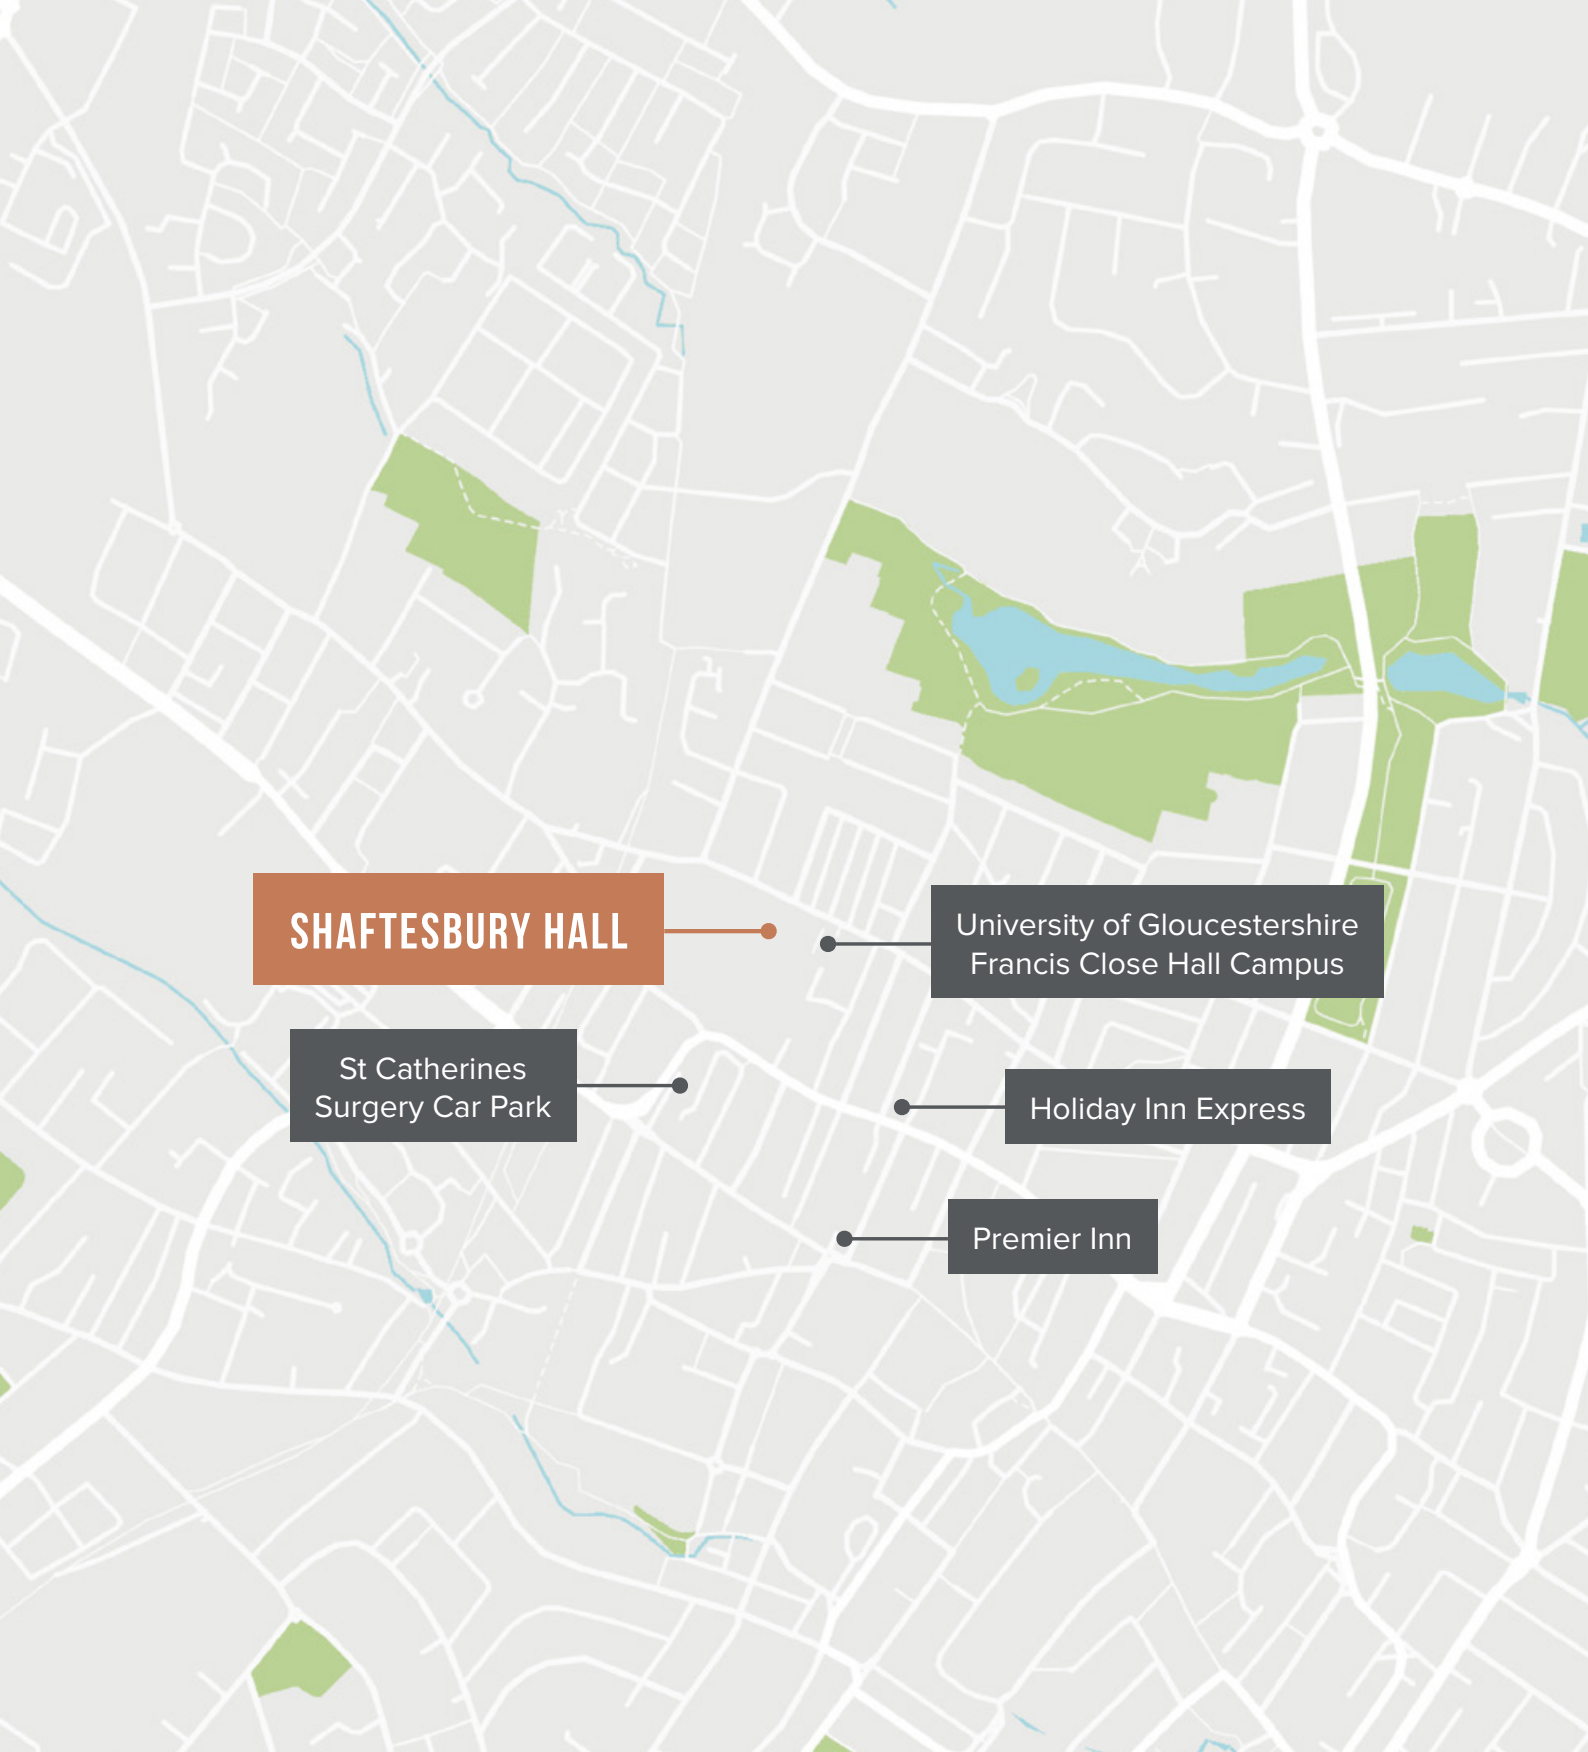 SHAFTESBURY HALL
University of Gloucestershire
Francis Close Hall Campus
St Catherines
Surgery Car Park
Holiday Inn Express
Premier Inn